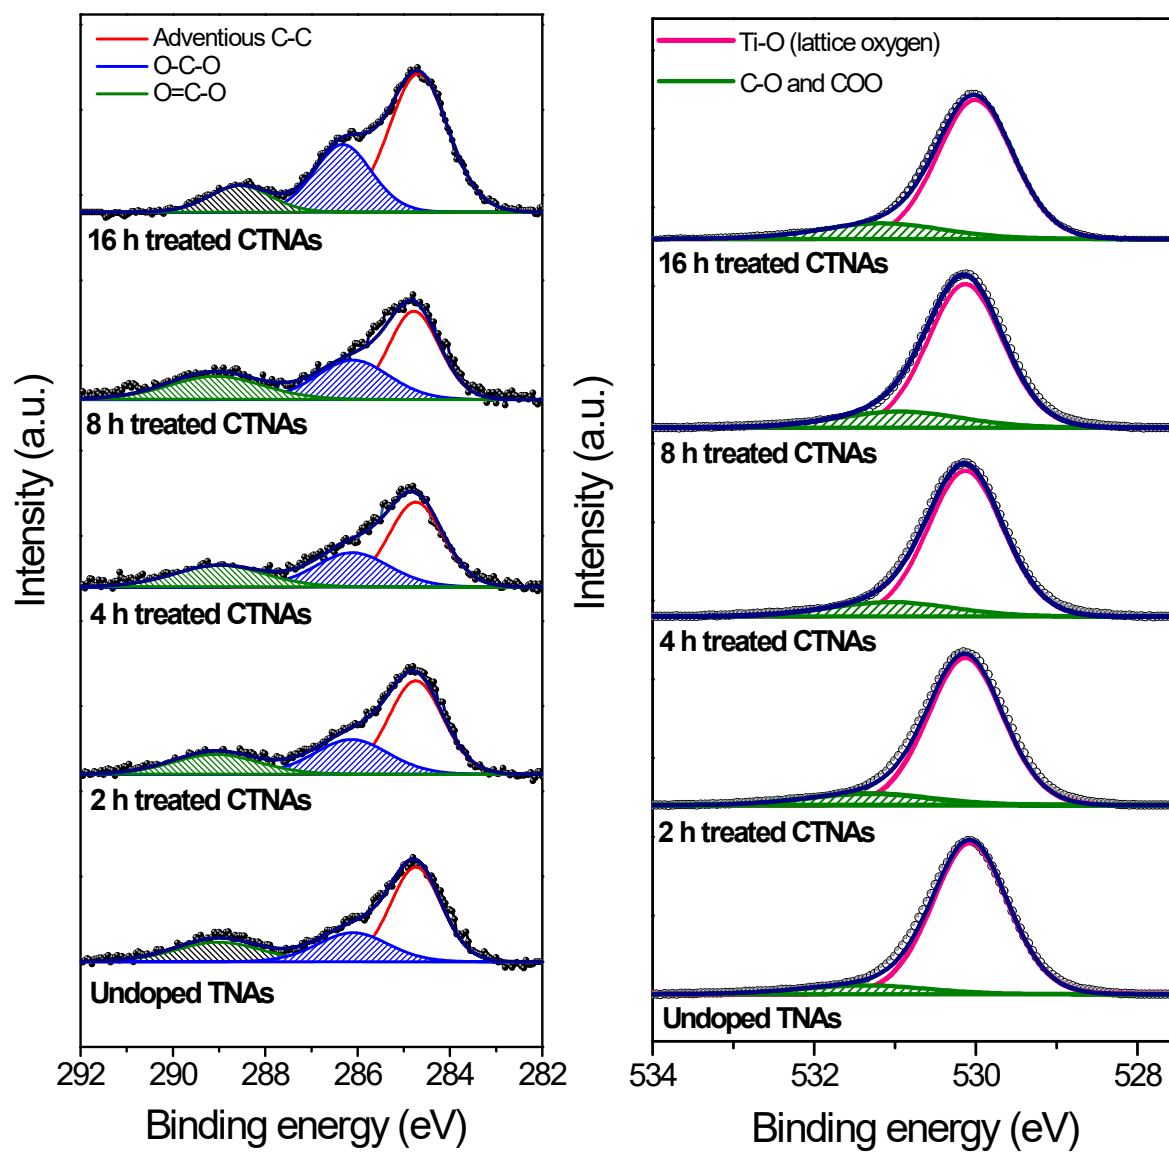 Adventious C-C
O-C-O
O=C-O
16 h treated CTNAs
8 h treated CTNAs
4 h treated CTNAs
2 h treated CTNAs
Undoped TNAs
Intensity (a.u.)
292 290 288 286 284 282
Binding energy (eV)
Ti-O (lattice oxygen)
C-O and COO
16 h treated CTNAs
8 h treated CTNAs
4 h treated CTNAs
2 h treated CTNAs
Undoped TNAs
Intensity (a.u.)
534 532 530 528
Binding energy (eV)